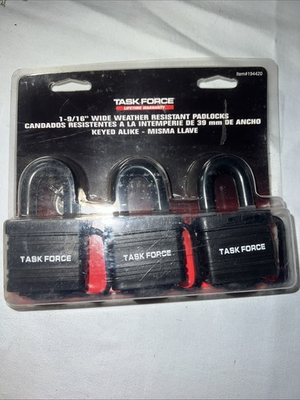 Item#194420
TASK FORCE
LIFETIME WARRANTY
1-9/16" WIDE WEATHER RESISTANT PADLOCKS
CANDADOS RESISTENTES A LA INTEMPERIE DE 39 mm DE ANCHO
KEYED ALIKE - MISMA LLAVE
TASK FORCE
TASK FORCE
TASK FORCE